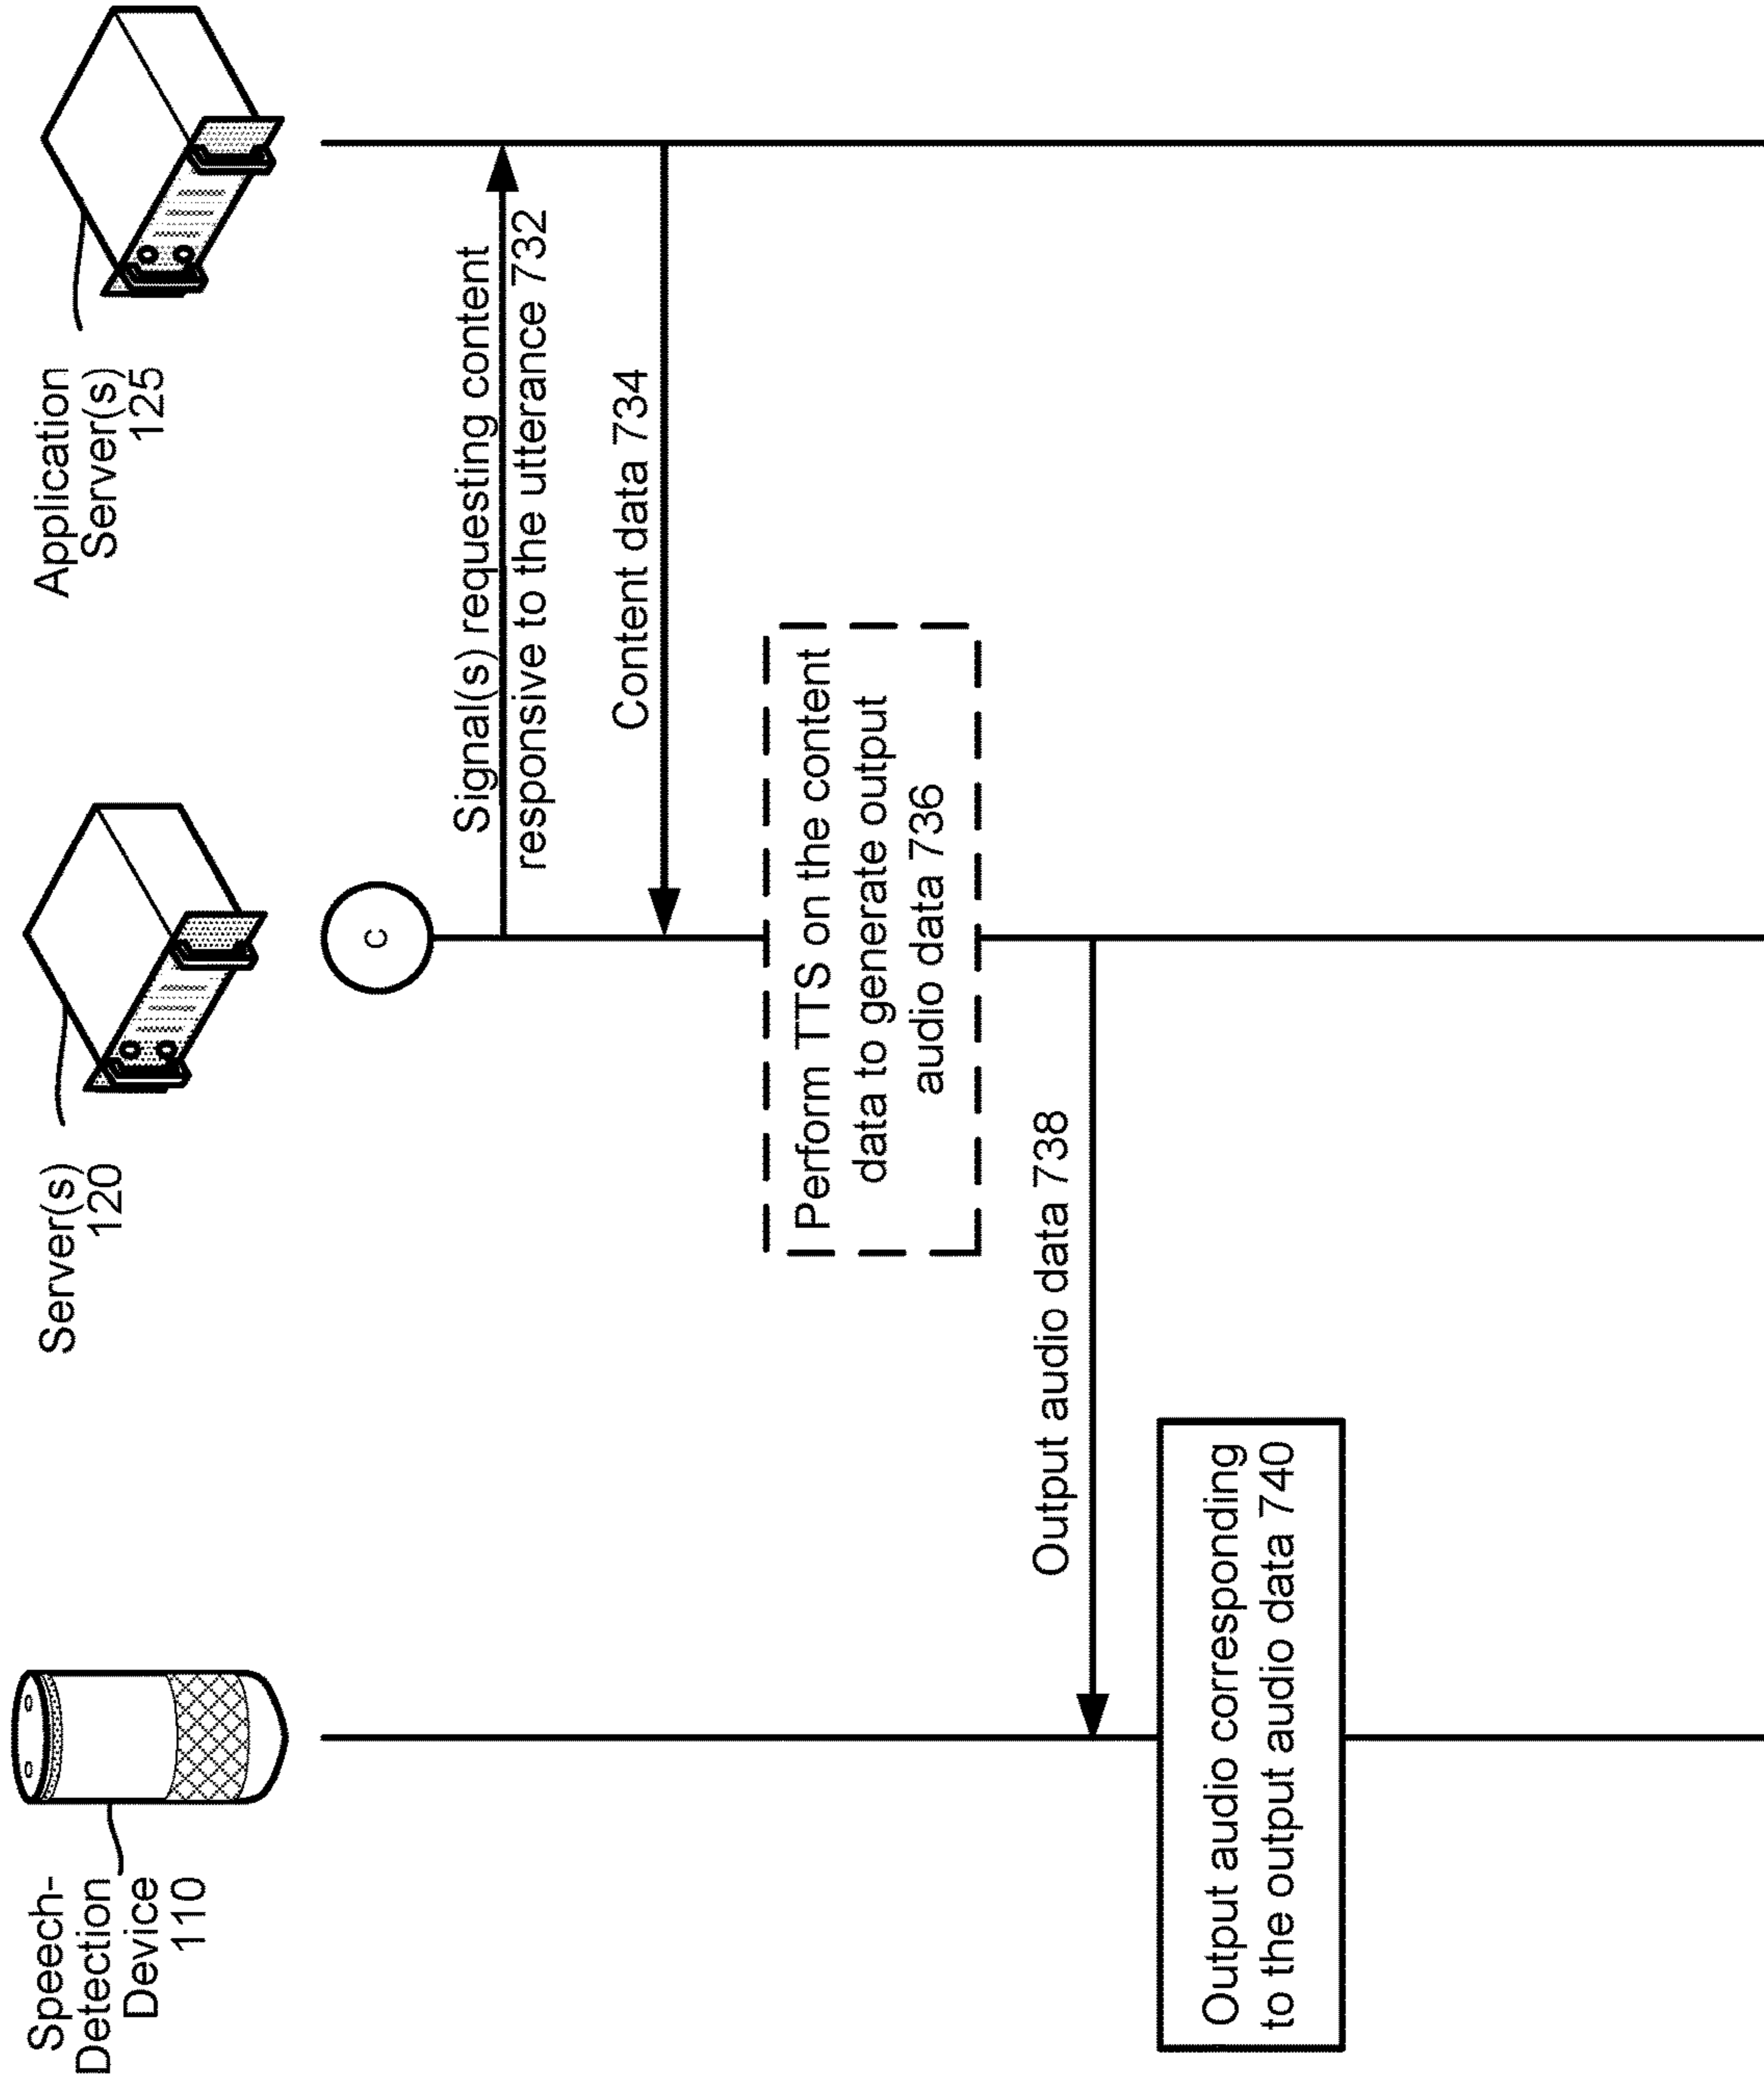 Speech-
Detection
Device
110
Server(s)
120
Application
Server(s)
125
C
Signal(s) requesting content
responsive to the utterance 732
Content data 734
Perform TTS on the content
data to generate output
audio data 736
Output audio data 738
Output audio corresponding
to the output audio data 740